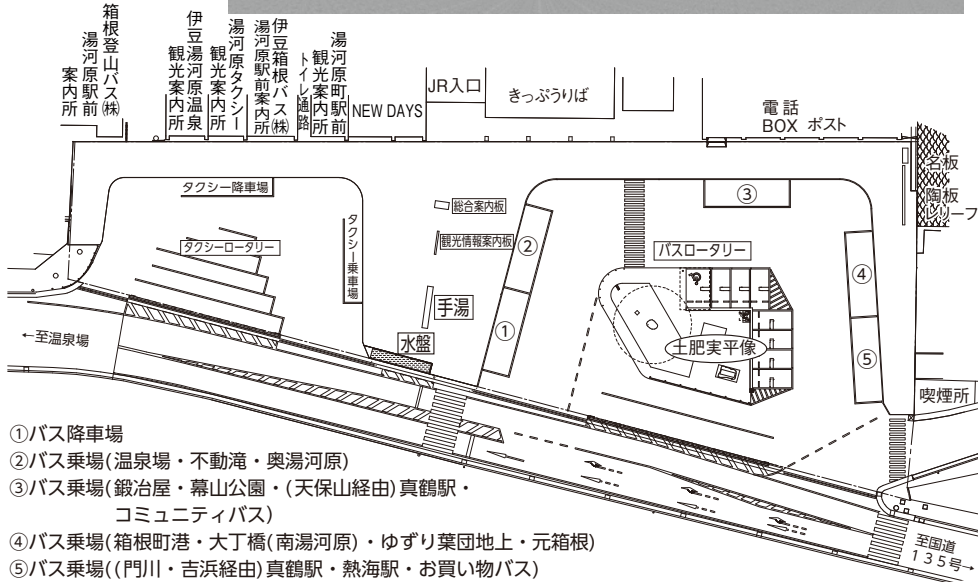 箱根登山バス㈱
湯河原駅前
案内所
伊豆湯河原温泉
観光案内所
湯河原タクシー
観光案内所
伊豆箱根バス㈱
湯河原駅前案内所
トイレ通路
湯河原町駅前
観光案内所
NEW DAYS
JR入口
きっぷうりば
電話
BOX ポスト
名板
陶板
レリーフ
タクシー降車場
タクシーロータリー
タクシー乗車場
総合案内板
観光情報案内板
手湯
水盤
②
①
③
バスロータリー
土肥実平像
④
⑤
喫煙所
←至温泉場
至国道
135号→
①バス降車場
②バス乗場(温泉場・不動滝・奥湯河原)
③バス乗場(鍛冶屋・幕山公園・(天保山経由)真鶴駅・
コミュニティバス)
④バス乗場(箱根町港・大丁橋(南湯河原)・ゆずり葉団地上・元箱根)
⑤バス乗場((門川・吉浜経由)真鶴駅・熱海駅・お買い物バス)